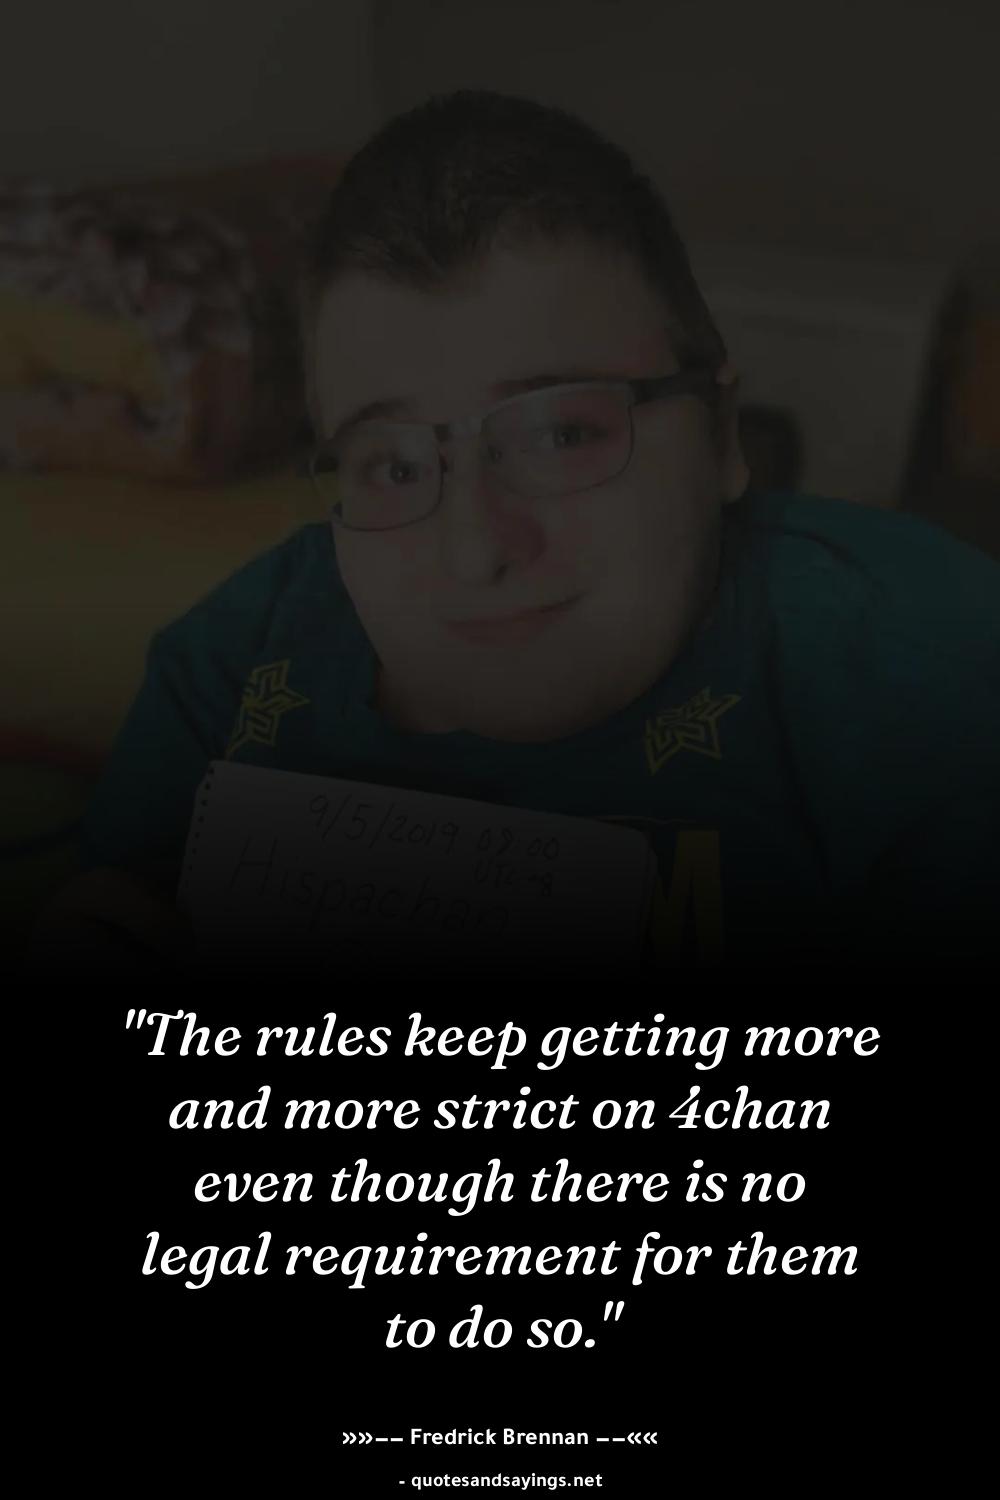 9/5/2019 09:00
UTC+8
Hispachan
M
"The rules keep getting more
and more strict on 4chan
even though there is no
legal requirement for them
to do so."
»»−− Fredrick Brennan −−««
- quotesandsayings.net